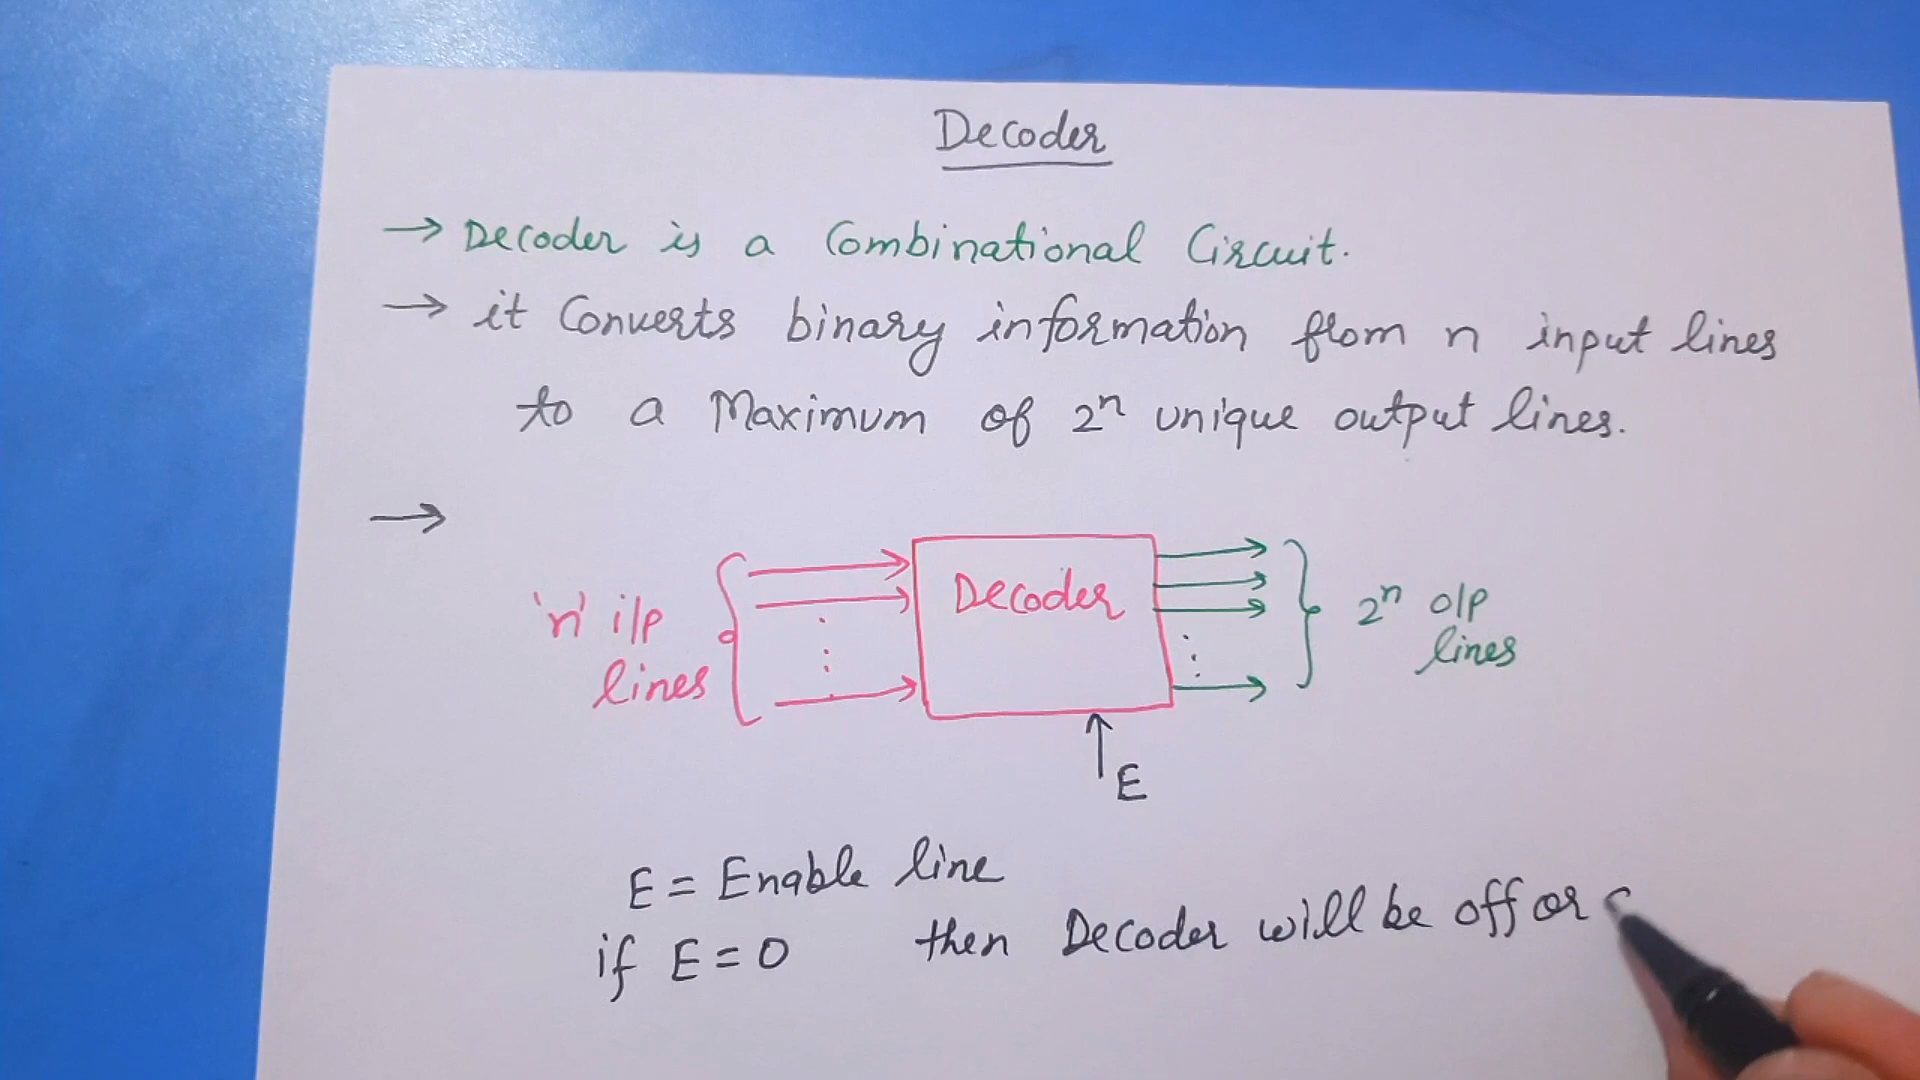 Decoder
→ Decoder is a Combinational Circuit.
→ it Converts binary information from n input lines
to a Maximum of 2ⁿ unique output lines.
→
'n' i/p
lines
Decoder
2ⁿ o/p
lines
E
E = Enable line
if E = 0 then Decoder will be off or